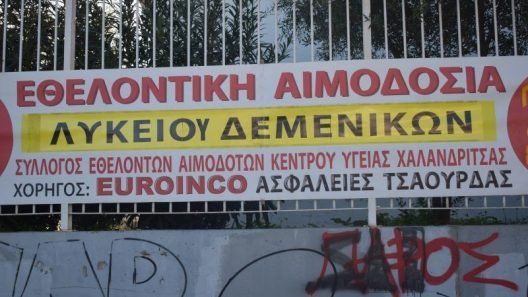 ΕΘΕΛΟΝΤΙΚΗ ΑΙΜΟΔΟΣΙΑ
ΛΥΚΕΙΟΥ ΔΕΜΕΝΙΚΩΝ
ΣΥΛΛΟΓΟΣ ΕΘΕΛΟΝΤΩΝ ΑΙΜΟΔΟΤΩΝ ΚΕΝΤΡΟΥ ΥΓΕΙΑΣ ΧΑΛΑΝΔΡΙΤΣΑΣ
ΧΟΡΗΓΟΣ: EUROINCO ΑΣΦΑΛΕΙΕΣ ΤΣΑΟΥΡΔΑΣ